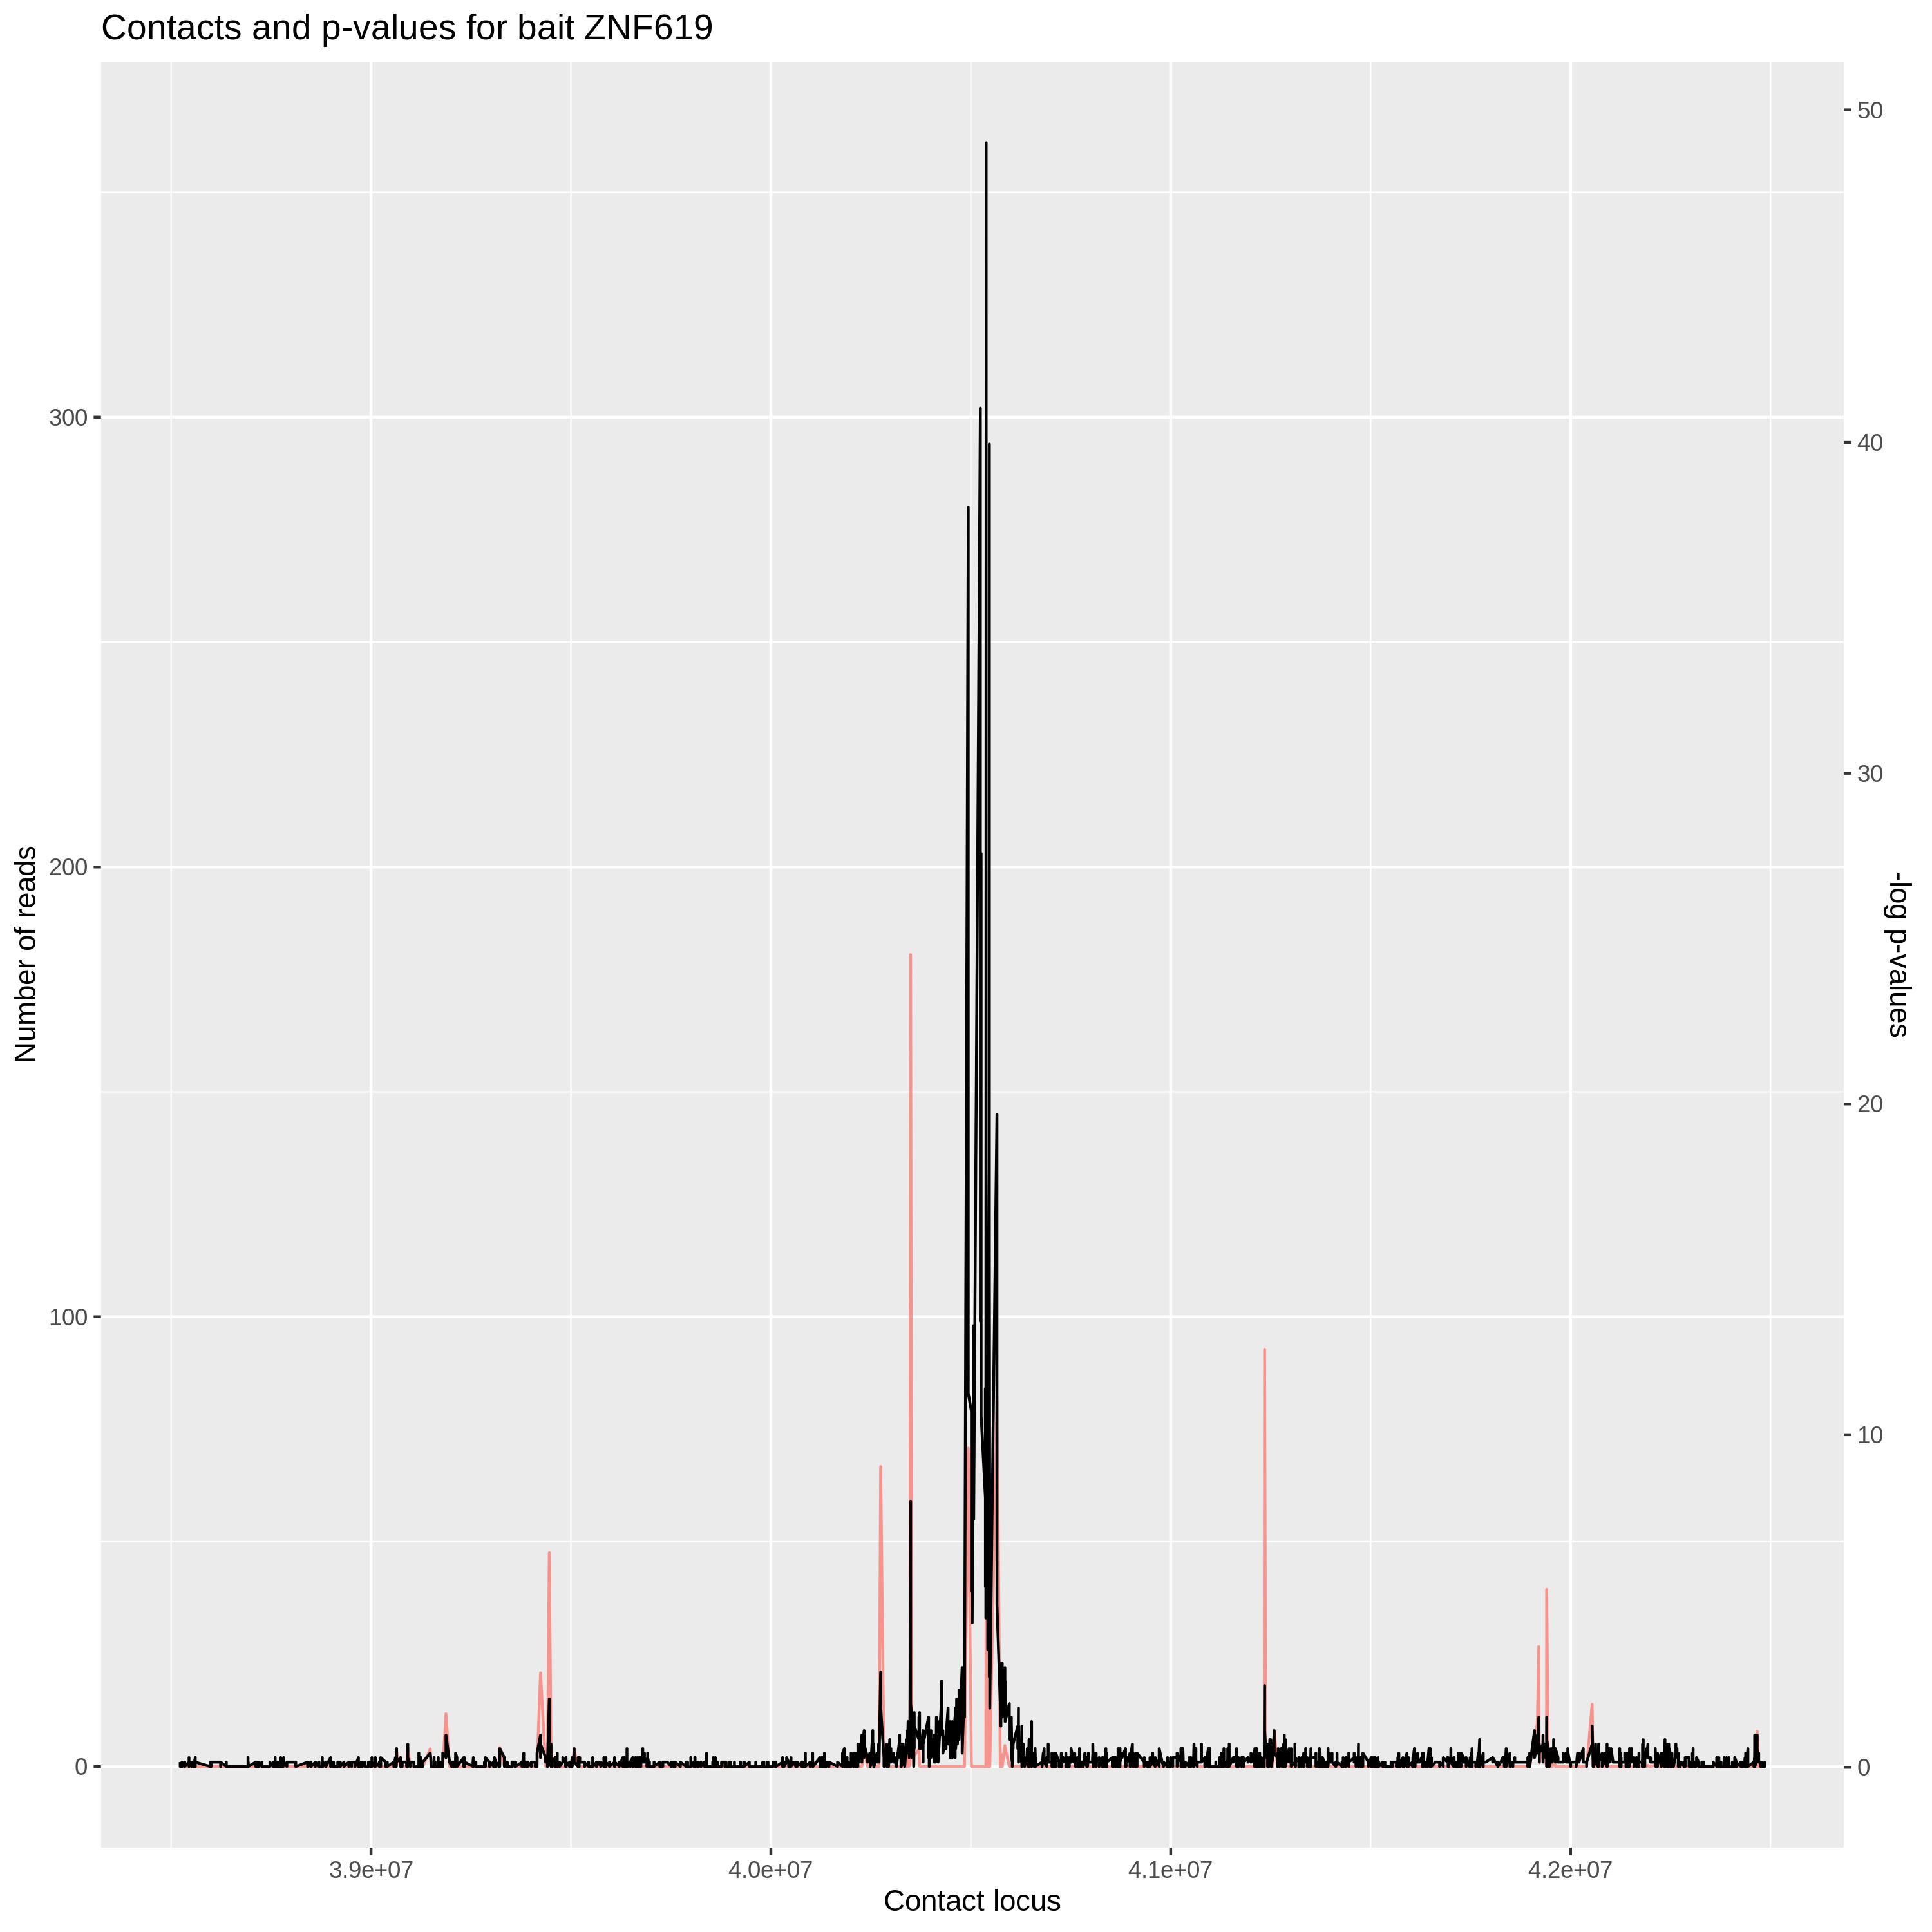 Contacts and p-values for bait ZNF619
Number of reads
300
200
100
0
50
40
30
20
10
0
-log p-values
3.9e+07 4.0e+07 4.1e+07 4.2e+07
Contact locus